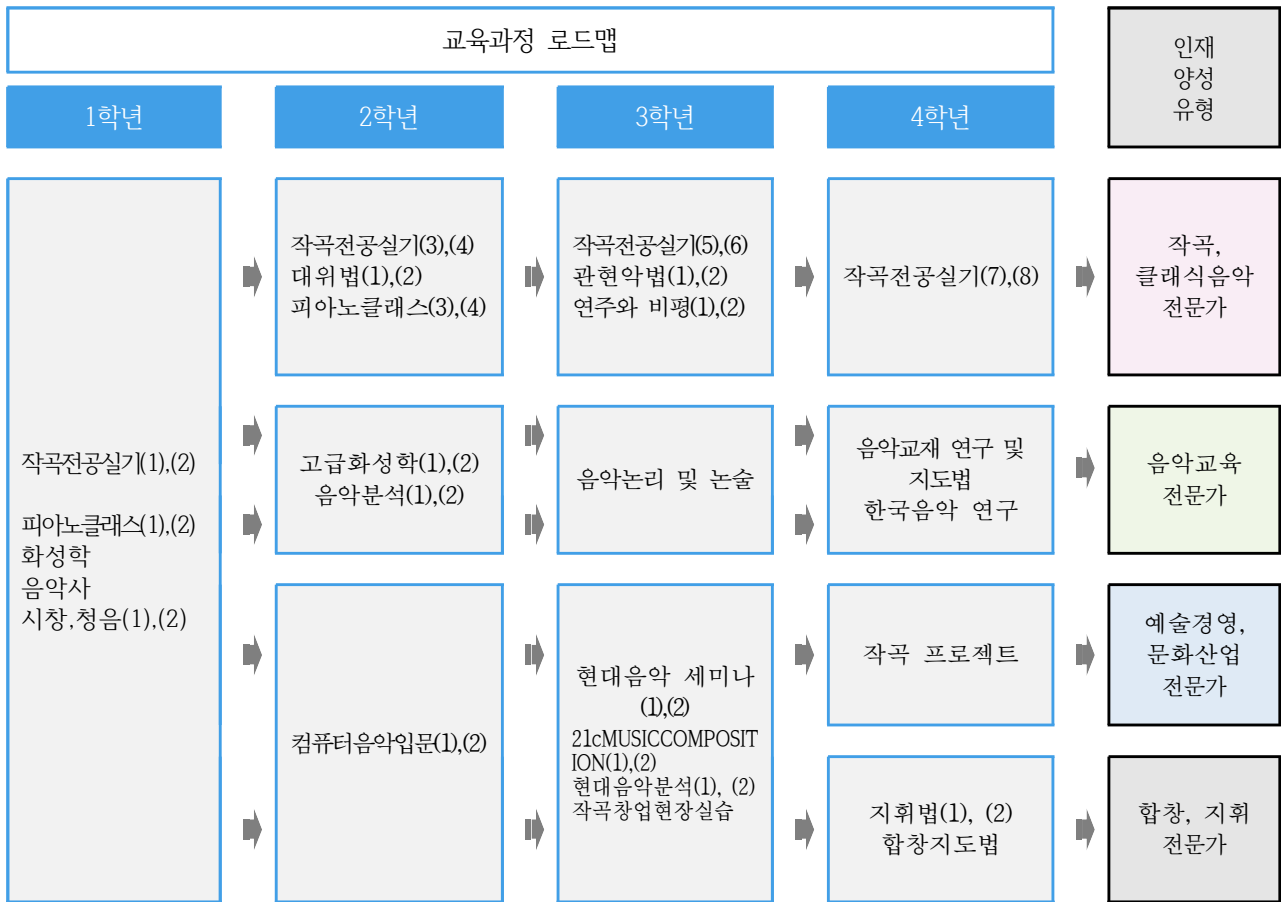 교육과정 로드맵
인재
양성
유형
1학년
2학년
3학년
4학년
작곡전공실기(1),(2)
피아노클래스(1),(2)
화성학
음악사
시창,청음(1),(2)
작곡전공실기(3),(4)
대위법(1),(2)
피아노클래스(3),(4)
작곡전공실기(5),(6)
관현악법(1),(2)
연주와 비평(1),(2)
작곡전공실기(7),(8)
작곡,
클래식음악
전문가
고급화성학(1),(2)
음악분석(1),(2)
음악논리 및 논술
음악교재 연구 및
지도법
한국음악 연구
음악교육
전문가
컴퓨터음악입문(1),(2)
현대음악 세미나
(1),(2)
21cMUSICCOMPOSIT
ION(1),(2)
현대음악분석(1), (2)
작곡창업현장실습
작곡 프로젝트
예술경영,
문화산업
전문가
지휘법(1), (2)
합창지도법
합창, 지휘
전문가